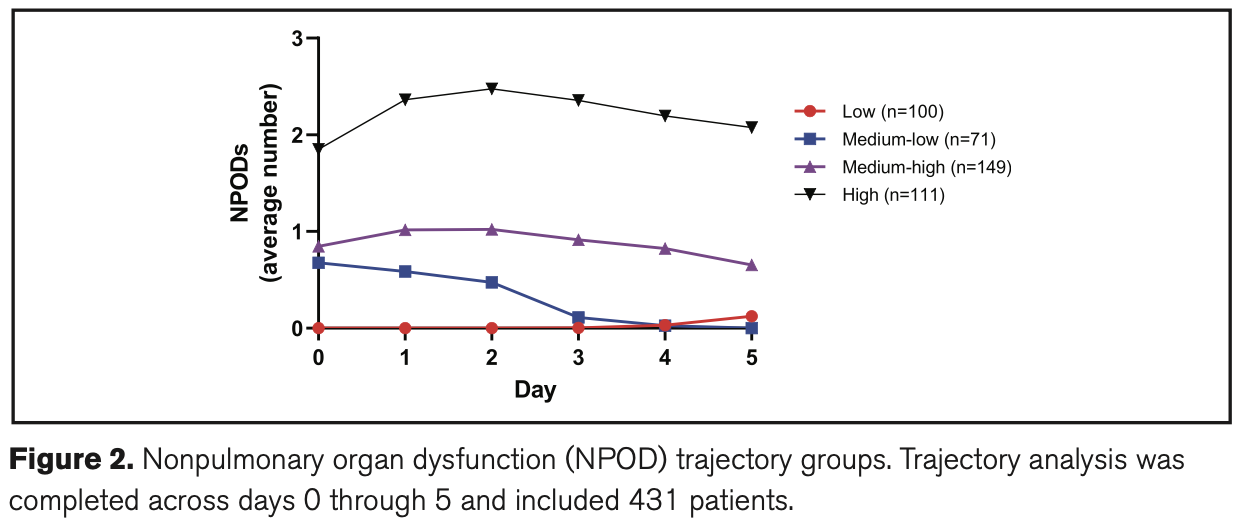 3
2
1
0
NPODs
(average number)
0 1 2 3 4 5
Day
Low (n=100)
Medium-low (n=71)
Medium-high (n=149)
High (n=111)
Figure 2. Nonpulmonary organ dysfunction (NPOD) trajectory groups. Trajectory analysis was
completed across days 0 through 5 and included 431 patients.